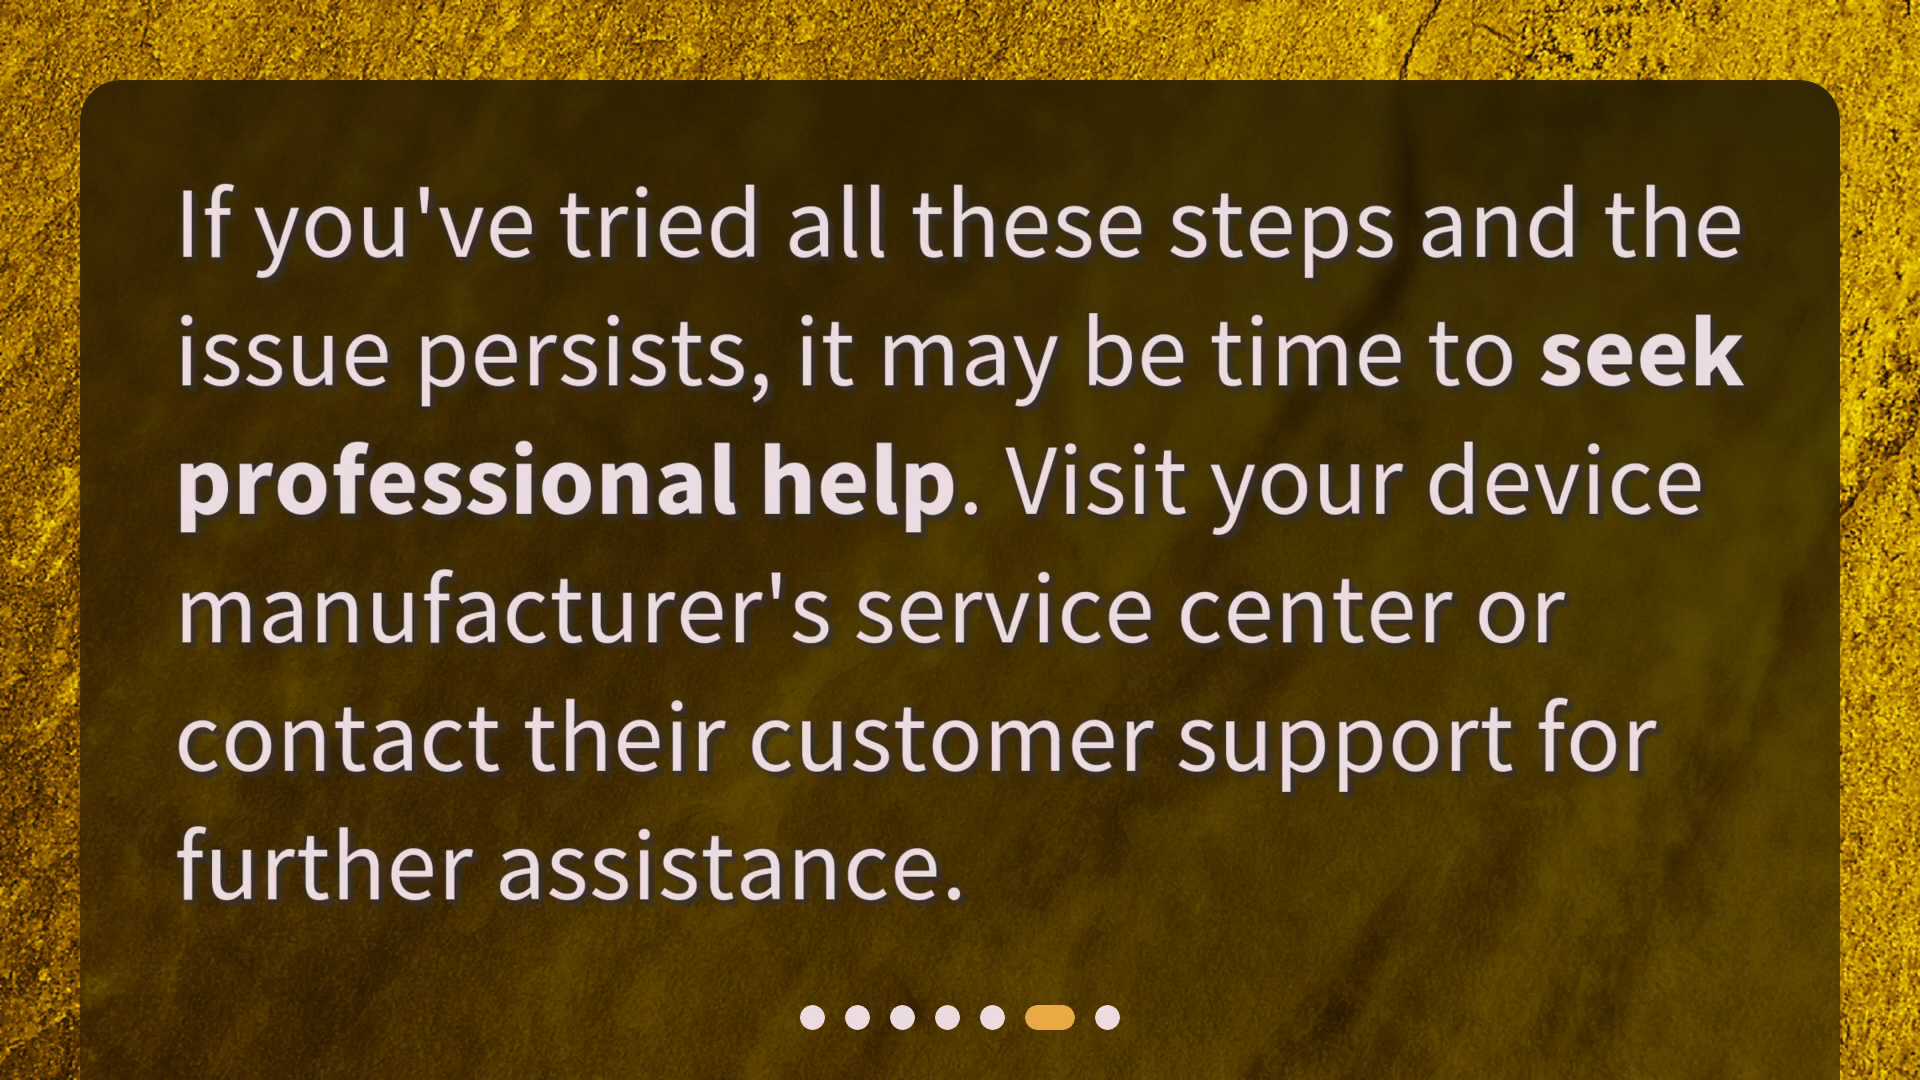 If you've tried all these steps and the
issue persists, it may be time to seek
professional help. Visit your device
manufacturer's service center or
contact their customer support for
further assistance.